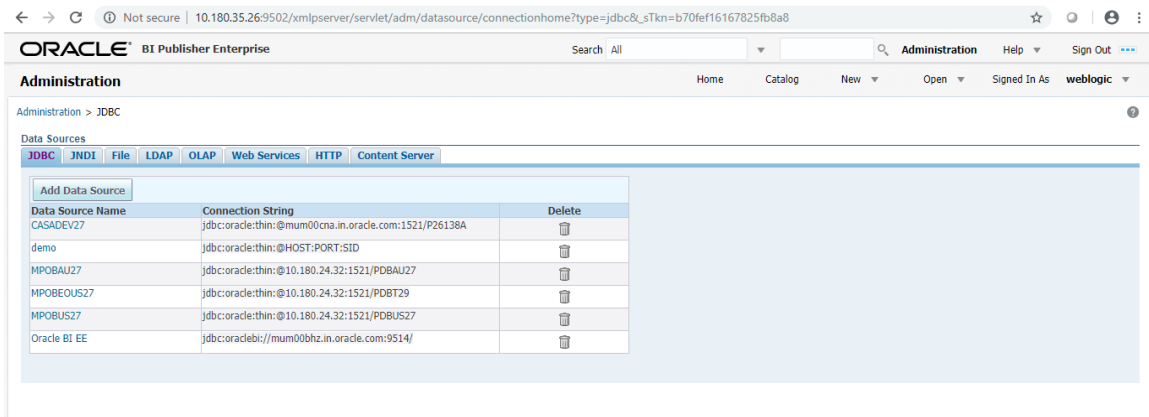 Not secure | 10.180.35.26:9502/xmlpserver/servlet/adm/datasource/connectionhome?type=jdbc&_sTkn=b70fef16167825fb8a8
ORACLE BI Publisher Enterprise Search All Administration Help Sign Out
Administration Home Catalog New Open Signed In As weblogic
Administration > JDBC
Data Sources
JDBC JNDI File LDAP OLAP Web Services HTTP Content Server
Add Data Source
Data Source Name Connection String Delete
CASADEV27 jdbc:oracle:thin:@mum00cna.in.oracle.com:1521/P26138A
demo jdbc:oracle:thin:@HOST:PORT:SID
MPOBAU27 jdbc:oracle:thin:@10.180.24.32:1521/PDBAU27
MPOBEOUS27 jdbc:oracle:thin:@10.180.24.32:1521/PDBT29
MPOBUS27 jdbc:oracle:thin:@10.180.24.32:1521/PDBUS27
Oracle BI EE jdbc:oraclebi://mum00bhz.in.oracle.com:9514/